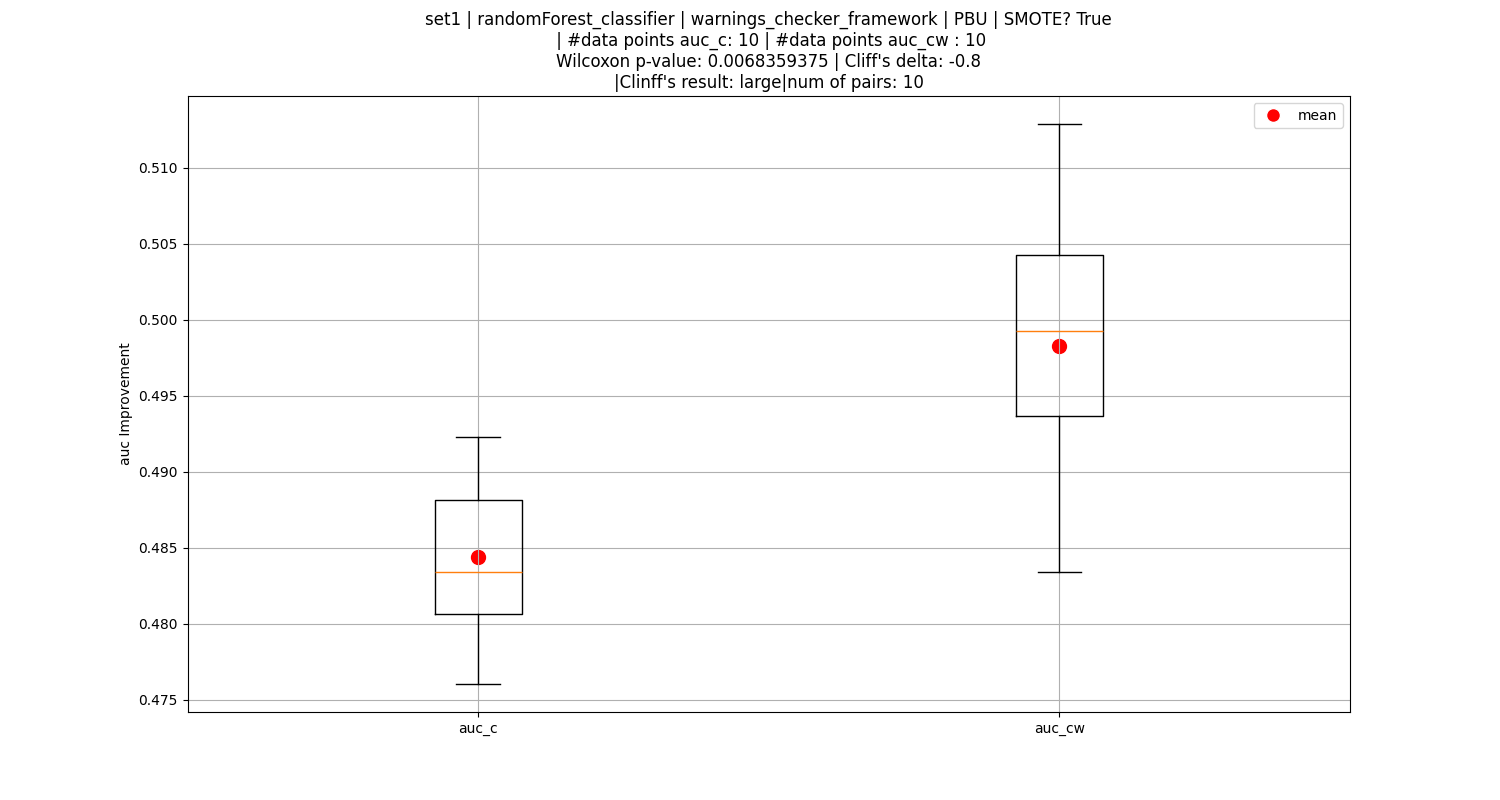 set1 | randomForest_classifier | warnings_checker_framework | PBU | SMOTE? True
| #data points auc_c: 10 | #data points auc_cw : 10
Wilcoxon p-value: 0.0068359375 | Cliff's delta: -0.8
|Clinff's result: large|num of pairs: 10
mean
0.510
0.505
0.500
0.495
0.490
0.485
0.480
0.475
auc Improvement
auc_c
auc_cw